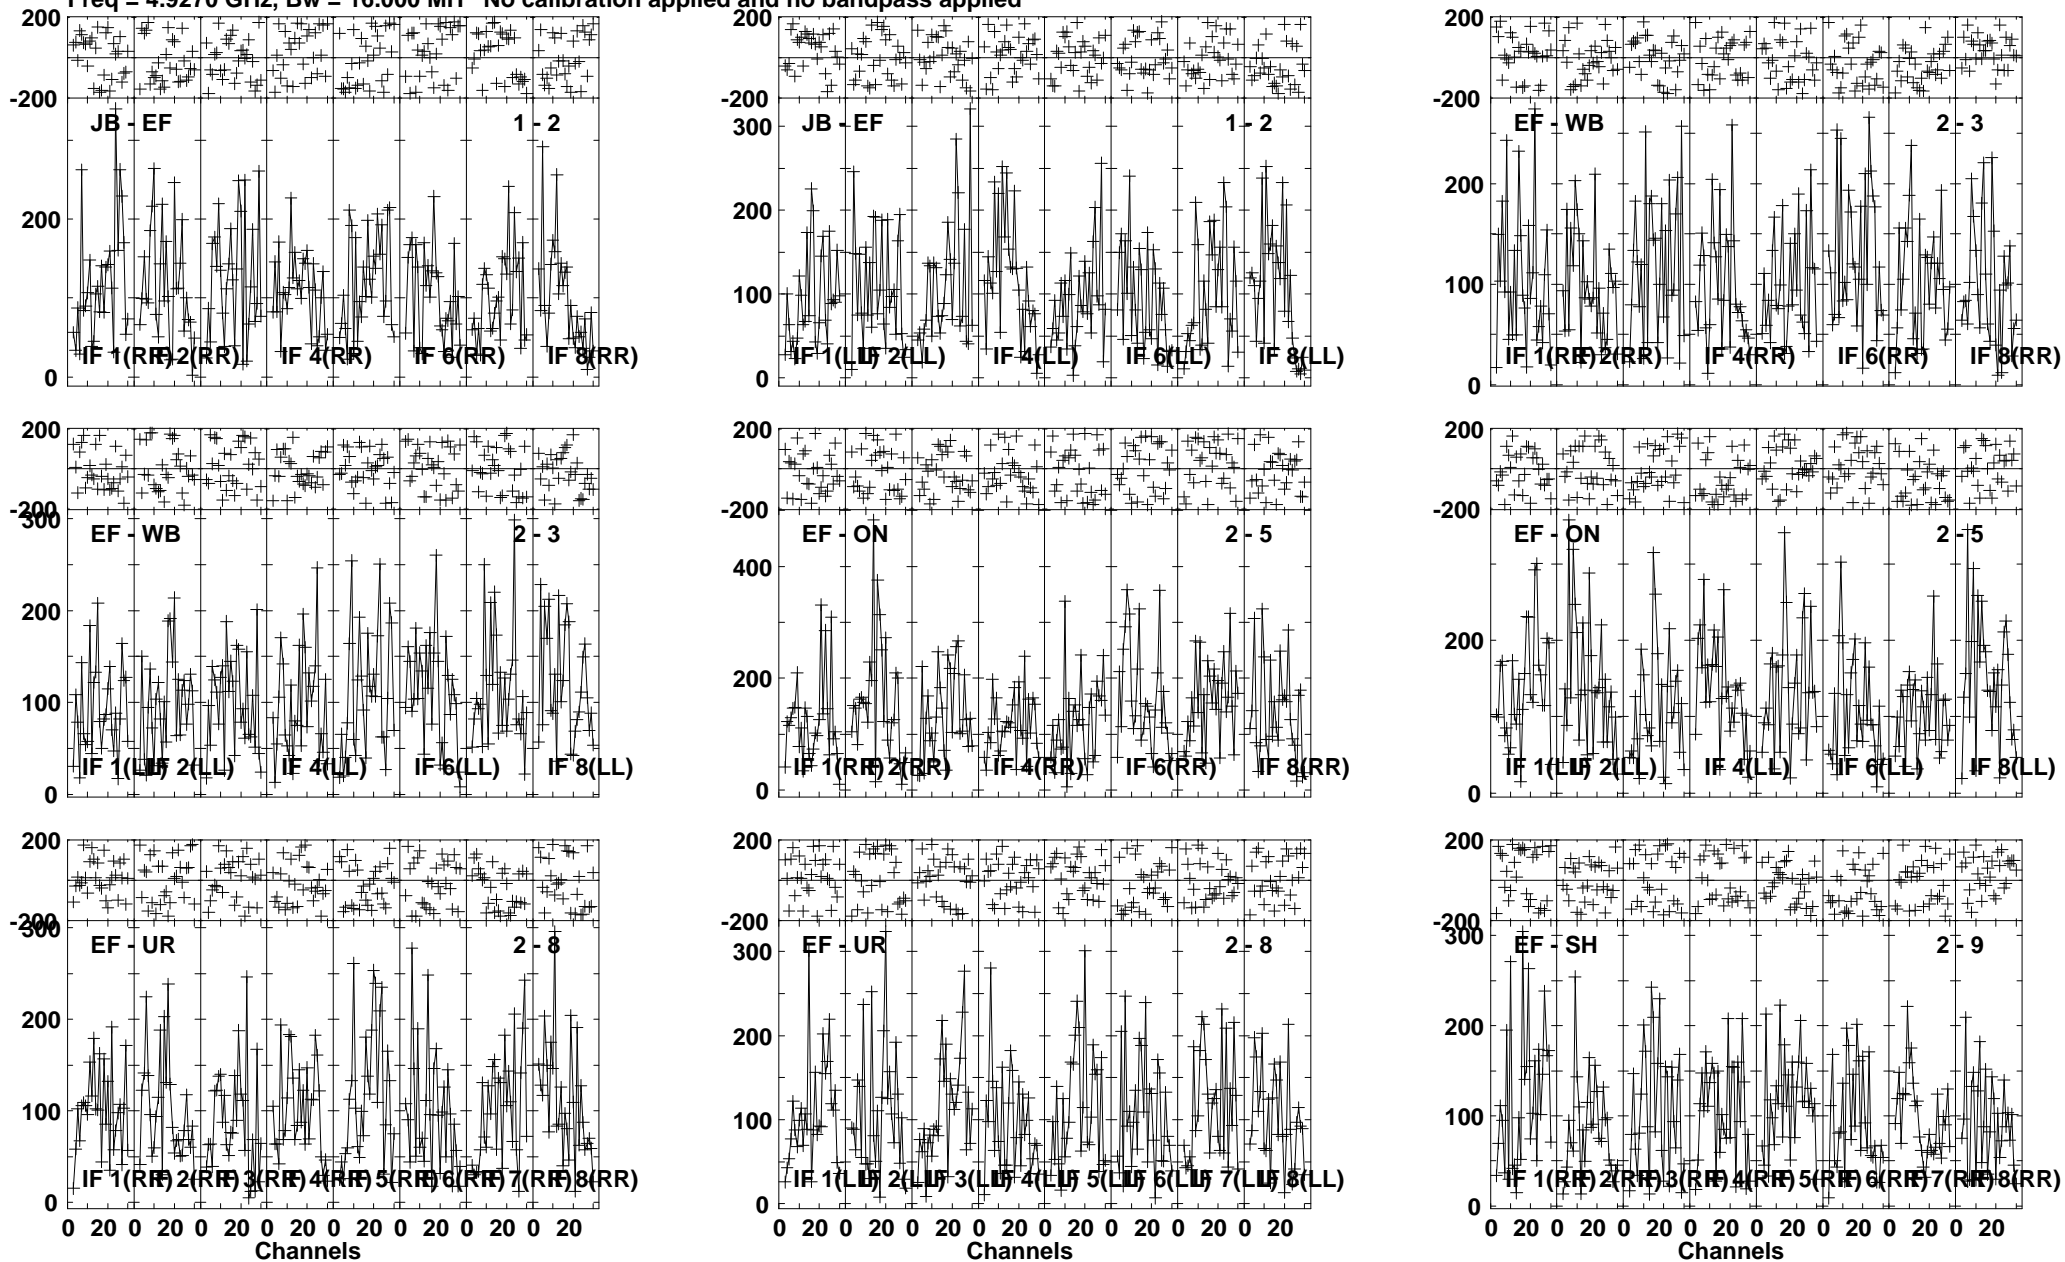 Freq = 4.9270 GHz, Bw = 16.000 MH No calibration applied and no bandpass applied
200
-200
JB - EF 1 - 2
200
0
IF 1(RR) IF 2(RR) IF 4(RR) IF 6(RR) IF 8(RR)
200
-200
JB - EF 1 - 2
300
200
100
0
IF 1(LL) IF 2(LL) IF 4(LL) IF 6(LL) IF 8(LL)
200
-200
EF - WB 2 - 3
200
100
0
IF 1(RR) IF 2(RR) IF 4(RR) IF 6(RR) IF 8(RR)
200
-200
300
EF - WB 2 - 3
200
100
0
IF 1(LL) IF 2(LL) IF 4(LL) IF 6(LL) IF 8(LL)
200
-200
EF - ON 2 - 5
400
200
0
IF 1(RR) IF 2(RR) IF 4(RR) IF 6(RR) IF 8(RR)
200
-200
EF - ON 2 - 5
200
0
IF 1(LL) IF 2(LL) IF 4(LL) IF 6(LL) IF 8(LL)
200
-200
300
EF - UR 2 - 8
200
100
0
IF 1(RR) IF 2(RR) IF 3(RR) IF 4(RR) IF 5(RR) IF 6(RR) IF 7(RR) IF 8(RR)
0 20 0 20 0 20 0 20 0 20 0 20 0 20 0 20
Channels
200
-200
EF - UR 2 - 8
300
200
100
0
IF 1(LL) IF 2(LL) IF 3(LL) IF 4(LL) IF 5(LL) IF 6(LL) IF 7(LL) IF 8(LL)
0 20 0 20 0 20 0 20 0 20 0 20 0 20 0 20
Channels
200
-200
300
EF - SH 2 - 9
200
100
0
IF 1(RR) IF 2(RR) IF 3(RR) IF 4(RR) IF 5(RR) IF 6(RR) IF 7(RR) IF 8(RR)
0 20 0 20 0 20 0 20 0 20 0 20 0 20 0 20
Channels